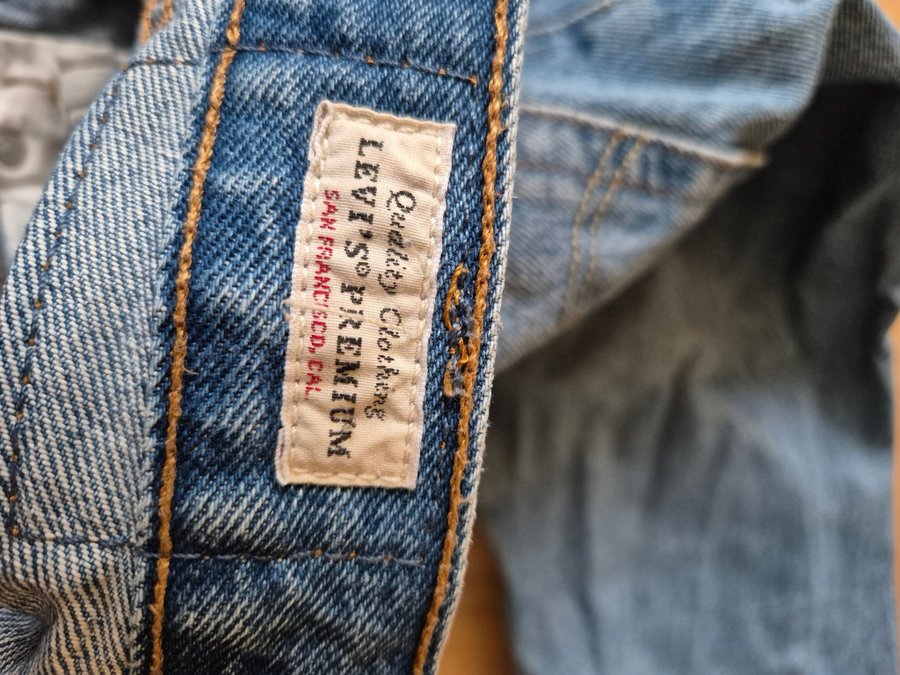 Quality Clothing
LEVI'S® PREMIUM
SAN FRANCISCO, CAL.